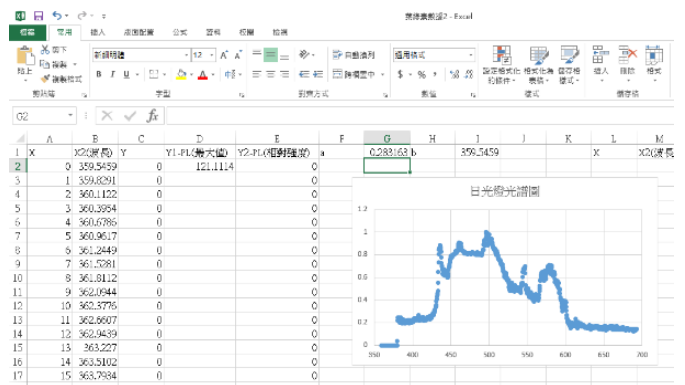 葉綠素數據2 - Excel
檔案 常用 插入 版面配置 公式 資料 校閱 檢視
剪下
複製
貼上 複製格式
新細明體 12 A A
B I U
自動換列
跨欄置中
通用格式
$ % ,
設定格式化的條件 格式化為表格 儲存格樣式
插入 刪除 格式
剪貼簿 字型 對齊方式 數值 樣式 儲存格
G2 fx
A B C D E F G H I J K L M
1 X X2(波長) Y Y1-PL(最大值) Y2-PL(相對強度) a 0.283163 b 359.5459 X X2(波長
2 0 359.5459 0 121.1114 0
3 1 359.8291 0 0
4 2 360.1122 0 0
5 3 360.3954 0 0
6 4 360.6786 0 0
7 5 360.9617 0 0
8 6 361.2449 0 0
9 7 361.5281 0 0
10 8 361.8112 0 0
11 9 362.0944 0 0
12 10 362.3776 0 0
13 11 362.6607 0 0
14 12 362.9439 0 0
15 13 363.227 0 0
16 14 363.5102 0 0
17 15 363.7934 0 0
日光燈光譜圖
1.2
1
0.8
0.6
0.4
0.2
0
350 400 450 500 550 600 650 700